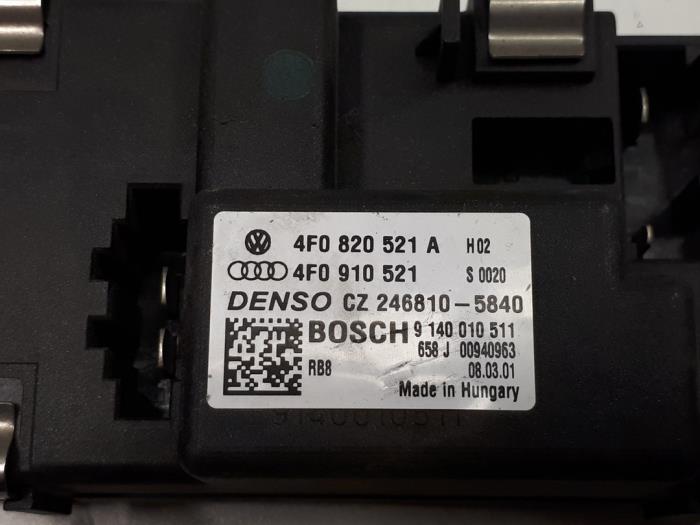 4F0 820 521 A H02
4F0 910 521 S 0020
DENSO CZ 246810-5840
BOSCH 9 140 010 511
658 J 00940963
RB8 08.03.01
Made in Hungary
9140010511